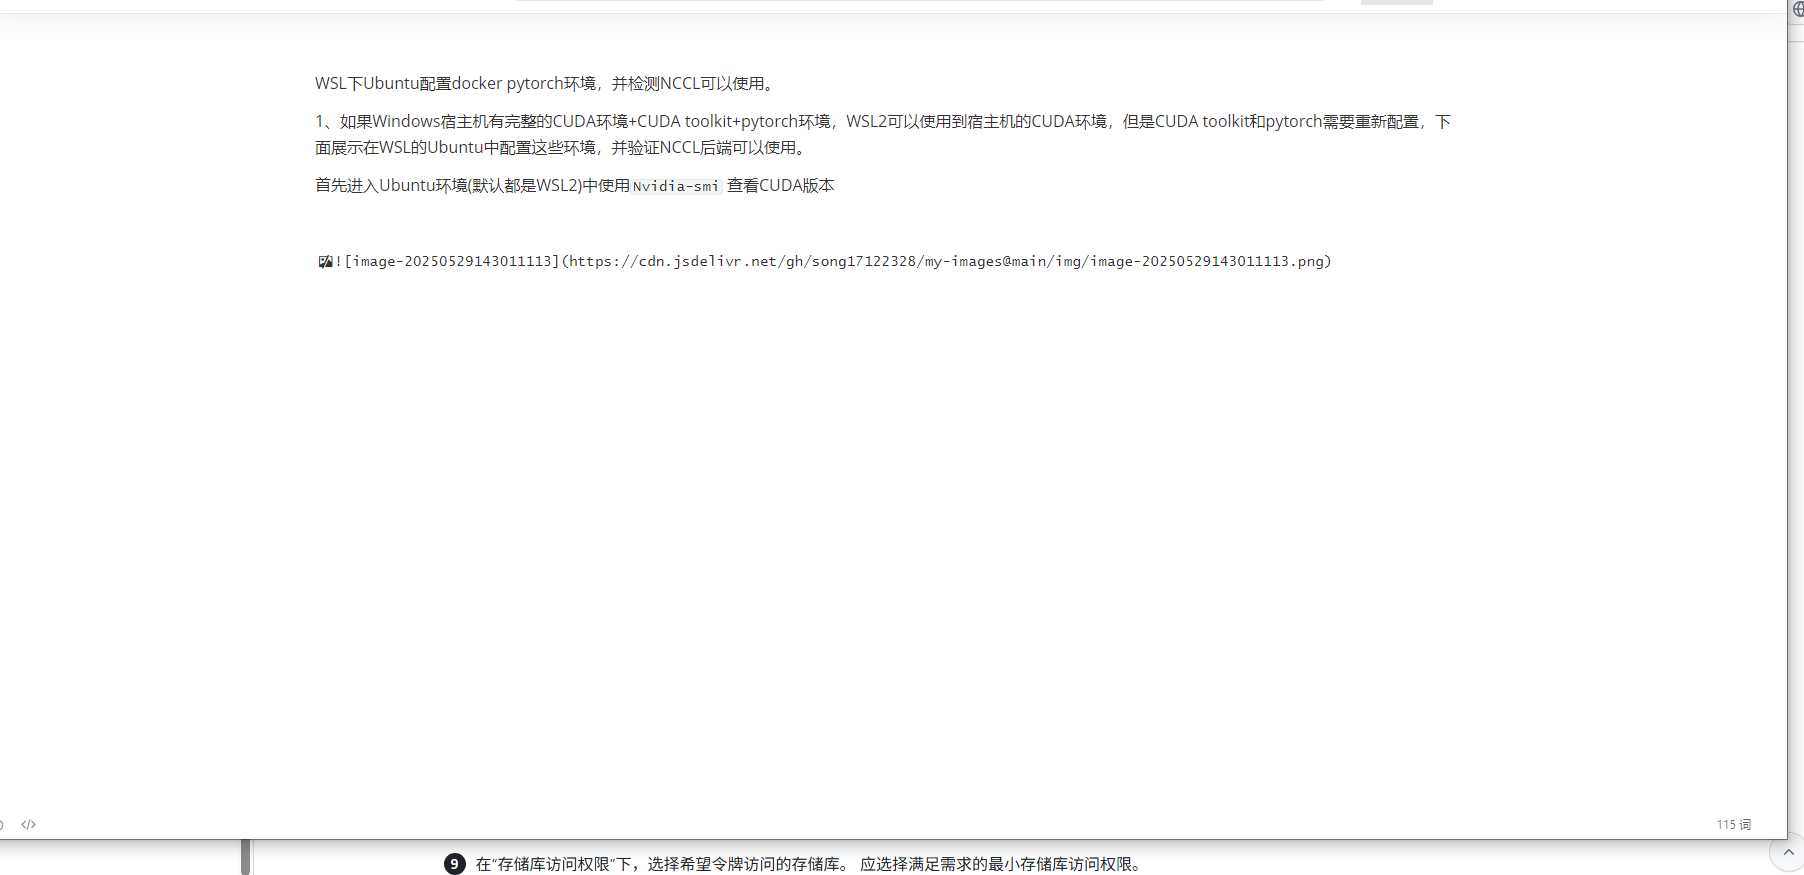 WSL下Ubuntu配置docker pytorch环境，并检测NCCL可以使用。
1、如果Windows宿主机有完整的CUDA环境+CUDA toolkit+pytorch环境，WSL2可以使用到宿主机的CUDA环境，但是CUDA toolkit和pytorch需要重新配置，下
面展示在WSL的Ubuntu中配置这些环境，并验证NCCL后端可以使用。
首先进入Ubuntu环境(默认都是WSL2)中使用Nvidia-smi 查看CUDA版本
![image-20250529143011113](https://cdn.jsdelivr.net/gh/song17122328/my-images@main/img/image-20250529143011113.png)
</> 115 词
9 在“存储库访问权限”下，选择希望令牌访问的存储库。 应选择满足需求的最小存储库访问权限。